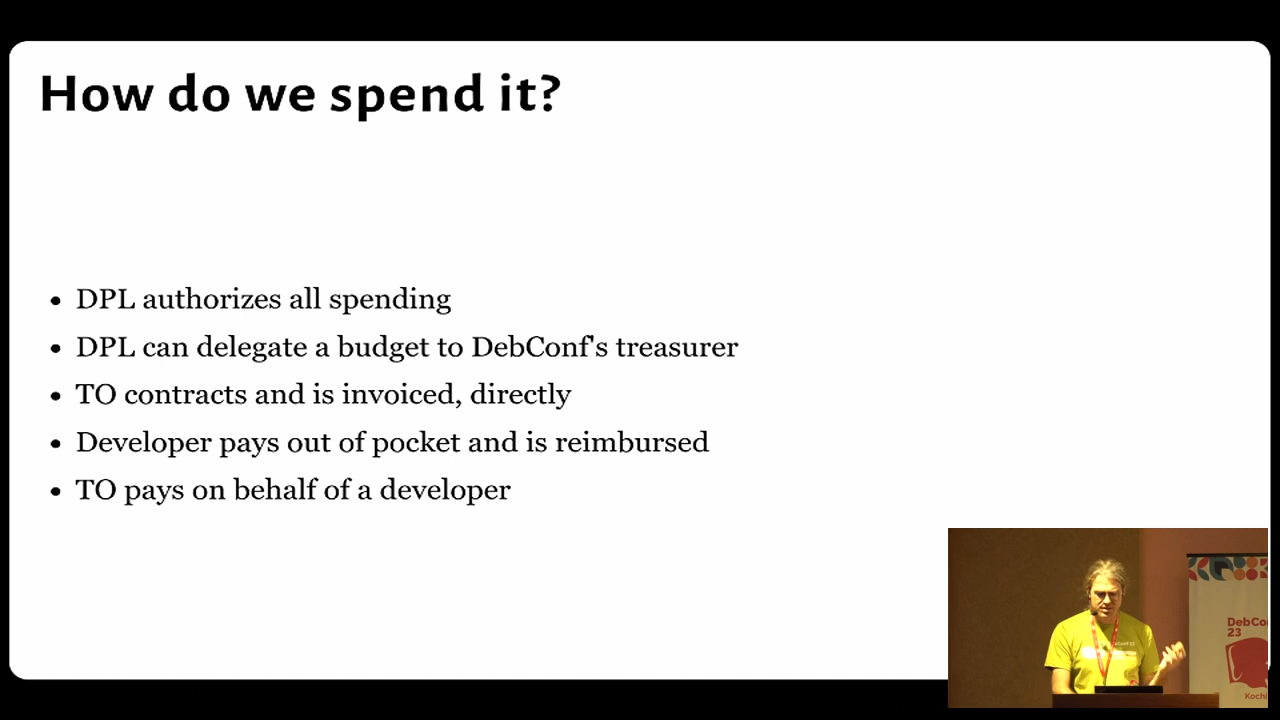 How do we spend it?
• DPL authorizes all spending
• DPL can delegate a budget to DebConf's treasurer
• TO contracts and is invoiced, directly
• Developer pays out of pocket and is reimbursed
• TO pays on behalf of a developer
DebCo
23
Kochi